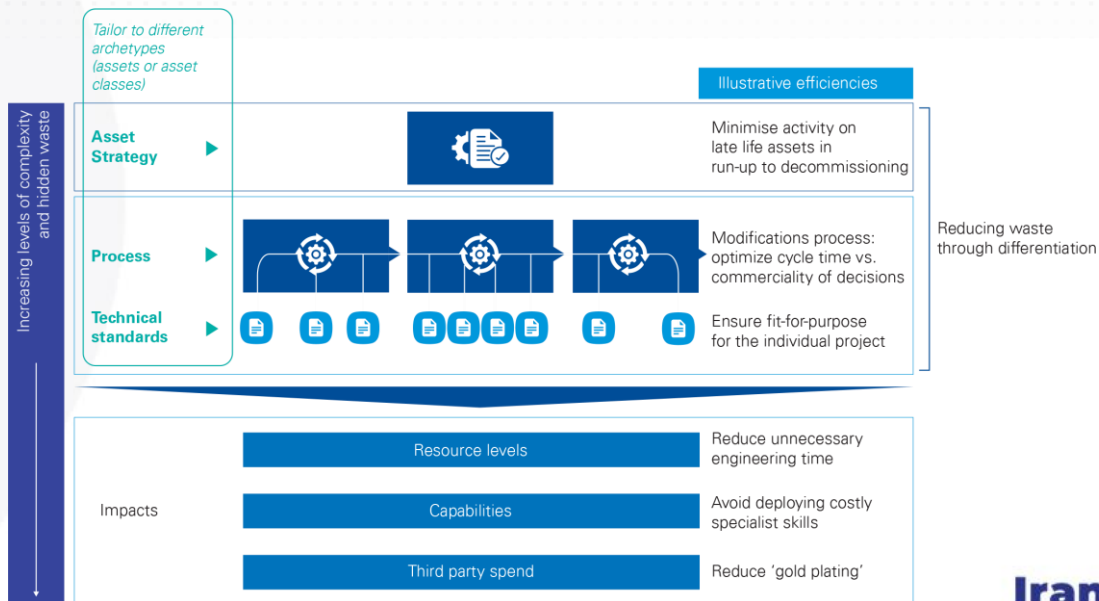 Tailor to different
archetypes
(assets or asset
classes)
Illustrative efficiencies
Increasing levels of complexity
and hidden waste
Asset
Strategy
Minimise activity on
late life assets in
run-up to decommissioning
Process
Modifications process:
optimize cycle time vs.
commerciality of decisions
Reducing waste
through differentiation
Technical
standards
Ensure fit-for-purpose
for the individual project
Impacts
Resource levels
Reduce unnecessary
engineering time
Capabilities
Avoid deploying costly
specialist skills
Third party spend
Reduce ‘gold plating’